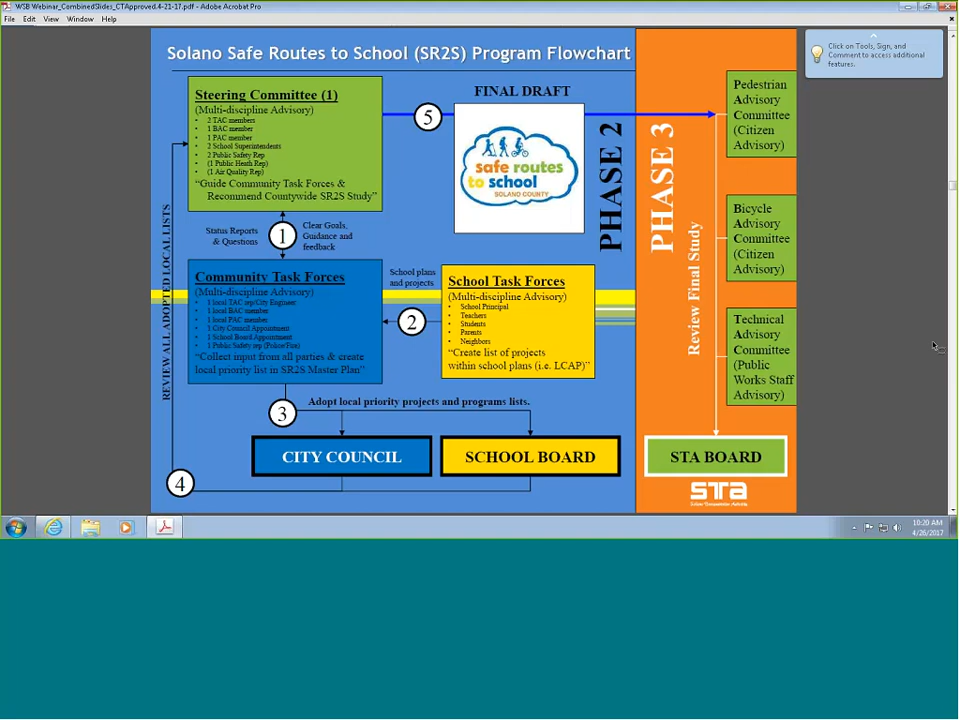 WSB Webinar_CombinedSlides_CTApproved.4-21-17.pdf - Adobe Acrobat Pro
File Edit View Window Help
Click on Tools, Sign, and
Comment to access additional
features.
Solano Safe Routes to School (SR2S) Program Flowchart
Steering Committee (1)
(Multi-discipline Advisory)
• 2 TAC members
• 1 BAC member
• 1 PAC member
• 2 School Superintendents
• 2 Public Safety Rep
• (1 Public Heath Rep)
• (1 Air Quality Rep)
“Guide Community Task Forces &
Recommend Countywide SR2S Study”
5
FINAL DRAFT
safe routes
to school
SOLANO COUNTY
PHASE 2
PHASE 3
Pedestrian
Advisory
Committee
(Citizen
Advisory)
Bicycle
Advisory
Committee
(Citizen
Advisory)
Technical
Advisory
Committee
(Public
Works Staff
Advisory)
Review Final Study
REVIEW ALL ADOPTED LOCAL LISTS
Status Reports
& Questions
1
Clear Goals,
Guidance and
feedback
Community Task Forces
(Multi-discipline Advisory)
• 1 local TAC rep/City Engineer
• 1 local BAC member
• 1 local PAC member
• 1 City Council Appointment
• 1 School Board Appointment
• 1 Public Safety rep (Police/Fire)
“Collect input from all parties & create
local priority list in SR2S Master Plan”
School plans
and projects
2
School Task Forces
(Multi-discipline Advisory)
• School Principal
• Teachers
• Students
• Parents
• Neighbors
“Create list of projects
within school plans (i.e. LCAP)”
3
Adopt local priority projects and programs lists.
CITY COUNCIL
SCHOOL BOARD
STA BOARD
4
STA
Solano Transportation Authority
10:20 AM
4/26/2017